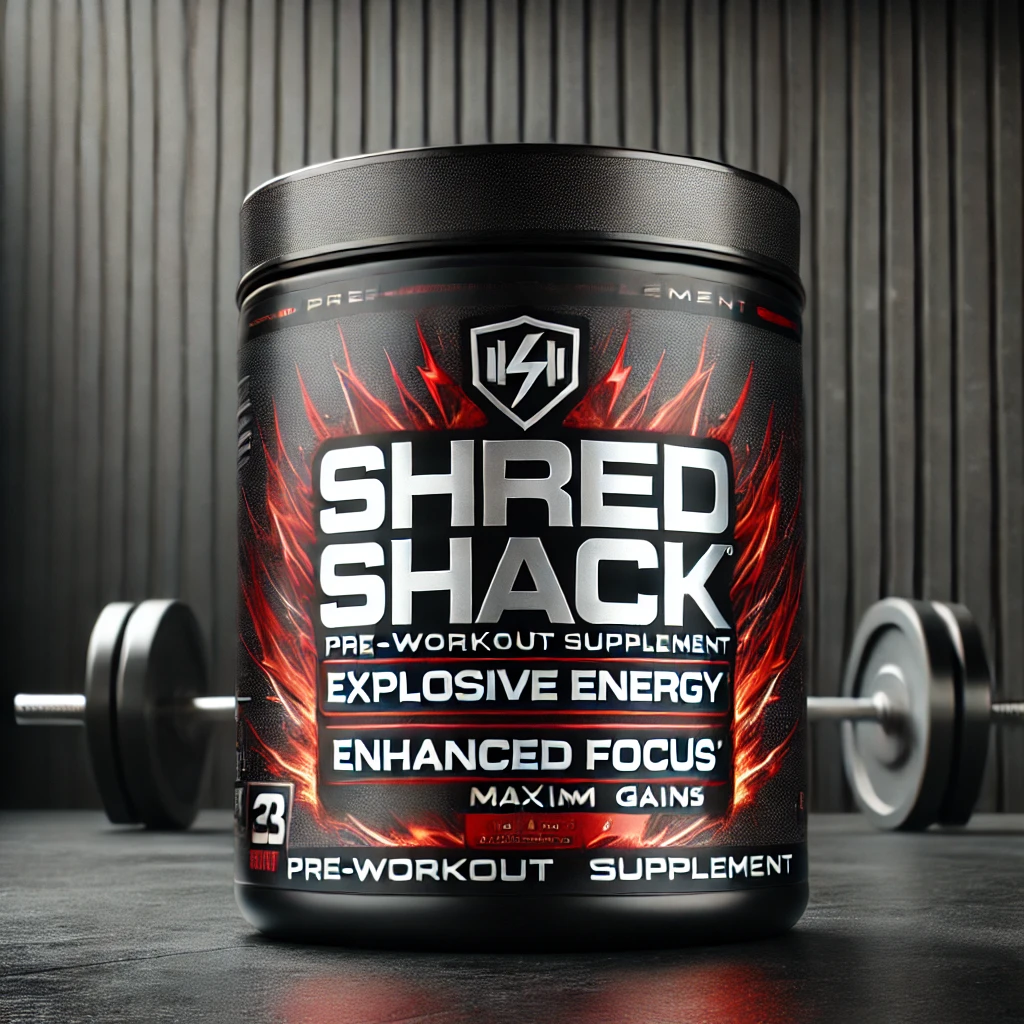 SHRED
SHACK
PRE-WORKOUT SUPPLEMENT
EXPLOSIVE ENERGY
ENHANCED FOCUS
MAXIMM GAINS
23
PRE-WORKOUT SUPPLEMENT